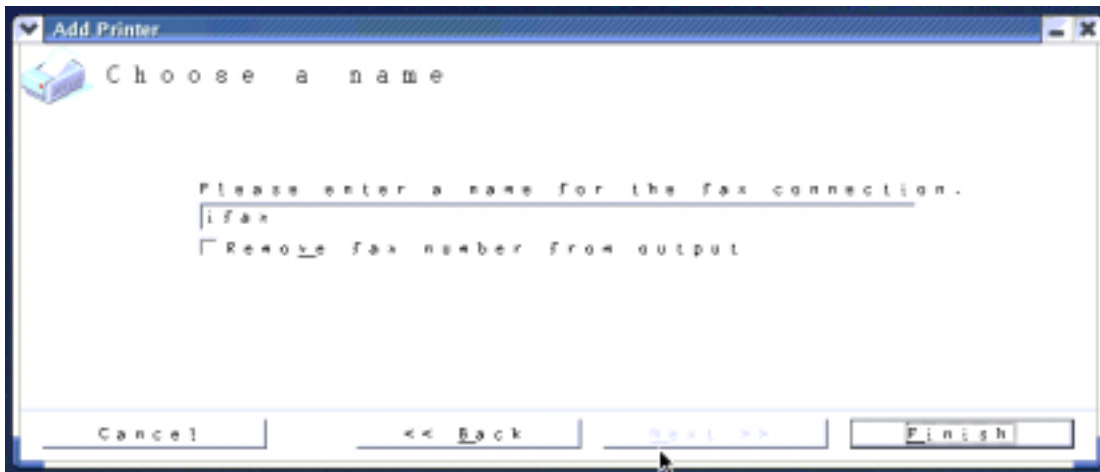 Add Printer
Choose a name
Please enter a name for the fax connection.
ifax
Remove fax number from output
Cancel
<< Back
Next >>
Finish